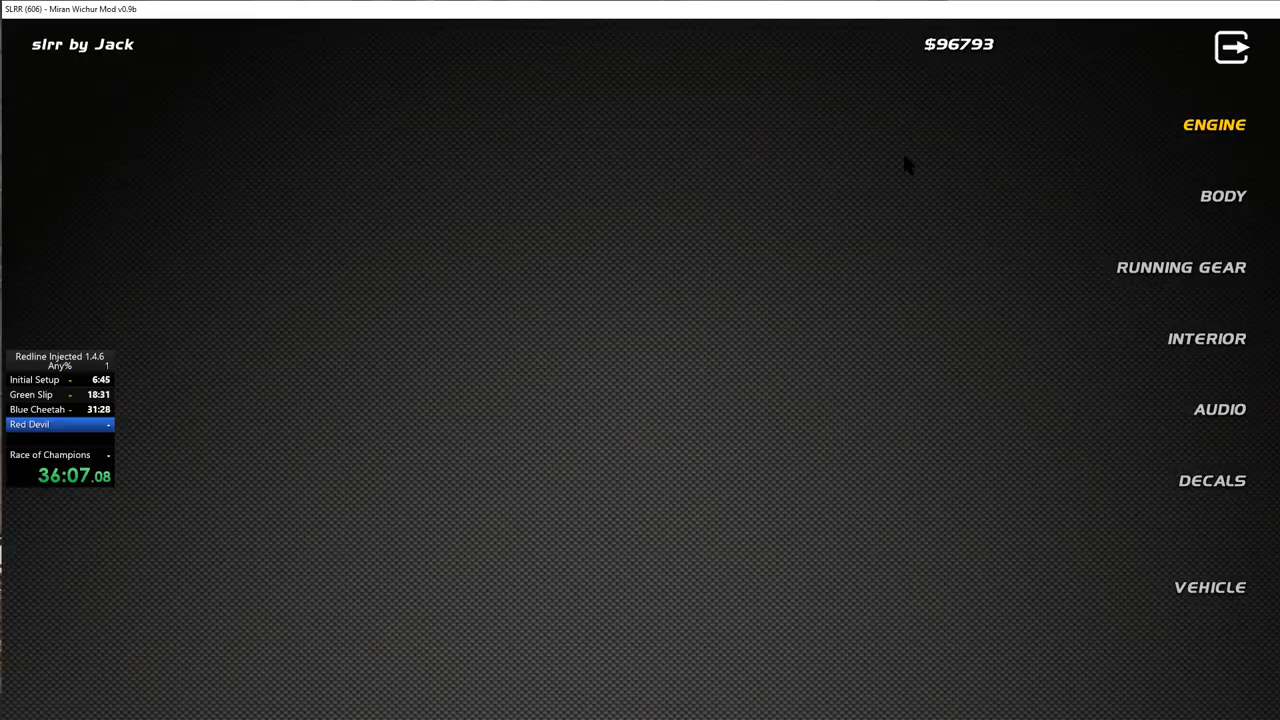 SLRR (606) - Miran Wichur Mod v0.9b
slrr by Jack
$96793
ENGINE
BODY
RUNNING GEAR
INTERIOR
AUDIO
DECALS
VEHICLE
Redline Injected 1.4.6
Any% 1
Initial Setup - 6:45
Green Slip - 18:31
Blue Cheetah - 31:28
Red Devil -
Race of Champions -
36:07.08